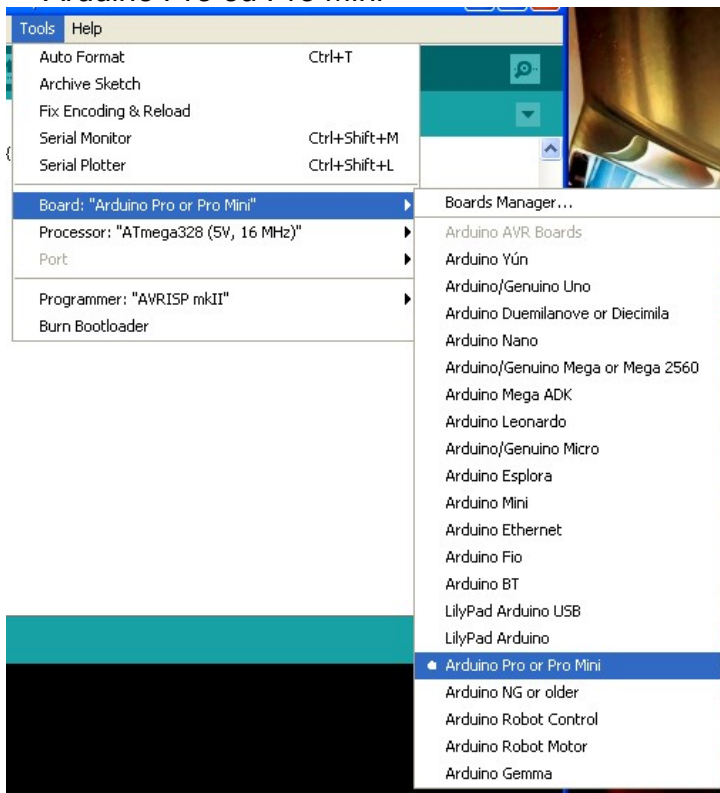 Arduino Pro ou Pro Mini
Tools Help
Auto Format Ctrl+T
Archive Sketch
Fix Encoding & Reload
Serial Monitor Ctrl+Shift+M
Serial Plotter Ctrl+Shift+L
Board: "Arduino Pro or Pro Mini"
Processor: "ATmega328 (5V, 16 MHz)"
Port
Programmer: "AVRISP mkII"
Burn Bootloader
{
Boards Manager...
Arduino AVR Boards
Arduino Yún
Arduino/Genuino Uno
Arduino Duemilanove or Diecimila
Arduino Nano
Arduino/Genuino Mega or Mega 2560
Arduino Mega ADK
Arduino Leonardo
Arduino/Genuino Micro
Arduino Esplora
Arduino Mini
Arduino Ethernet
Arduino Fio
Arduino BT
LilyPad Arduino USB
LilyPad Arduino
Arduino Pro or Pro Mini
Arduino NG or older
Arduino Robot Control
Arduino Robot Motor
Arduino Gemma